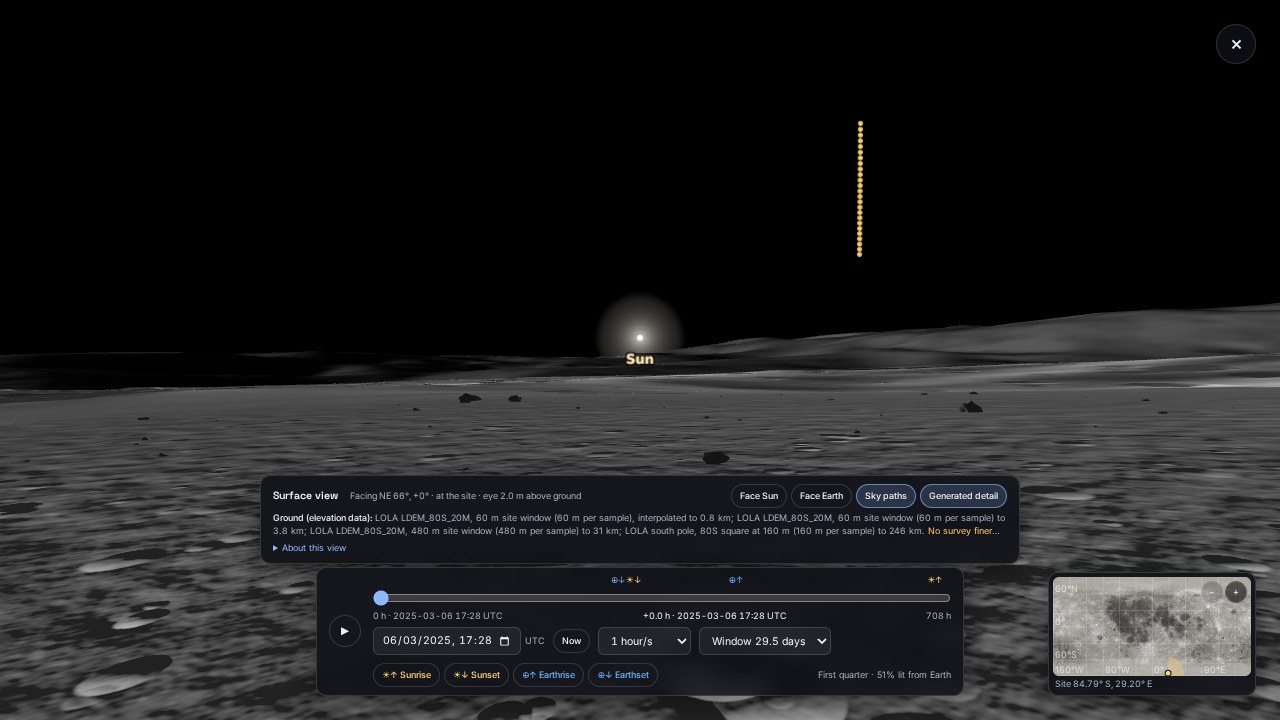 Sun
Surface view Facing NE 66°, +0° · at the site · eye 2.0 m above ground Face Sun Face Earth Sky paths Generated detail
Ground (elevation data): LOLA LDEM_80S_20M, 60 m site window (60 m per sample), interpolated to 0.8 km; LOLA LDEM_80S_20M, 60 m site window (60 m per sample) to
3.8 km; LOLA LDEM_80S_20M, 480 m site window (480 m per sample) to 31 km; LOLA south pole, 80S square at 160 m (160 m per sample) to 246 km. No survey finer...
▶ About this view
⊕↓ ☀↓ ⊕↑ ☀↑
0 h · 2025-03-06 17:28 UTC +0.0 h · 2025-03-06 17:28 UTC 708 h
06/03/2025, 17:28 UTC Now 1 hour/s Window 29.5 days
☀↑ Sunrise ☀↓ Sunset ⊕↑ Earthrise ⊕↓ Earthset First quarter · 51% lit from Earth
60°N − +
0°
60°S
180°W 90°W 0° 90°E
Site 84.79° S, 29.20° E